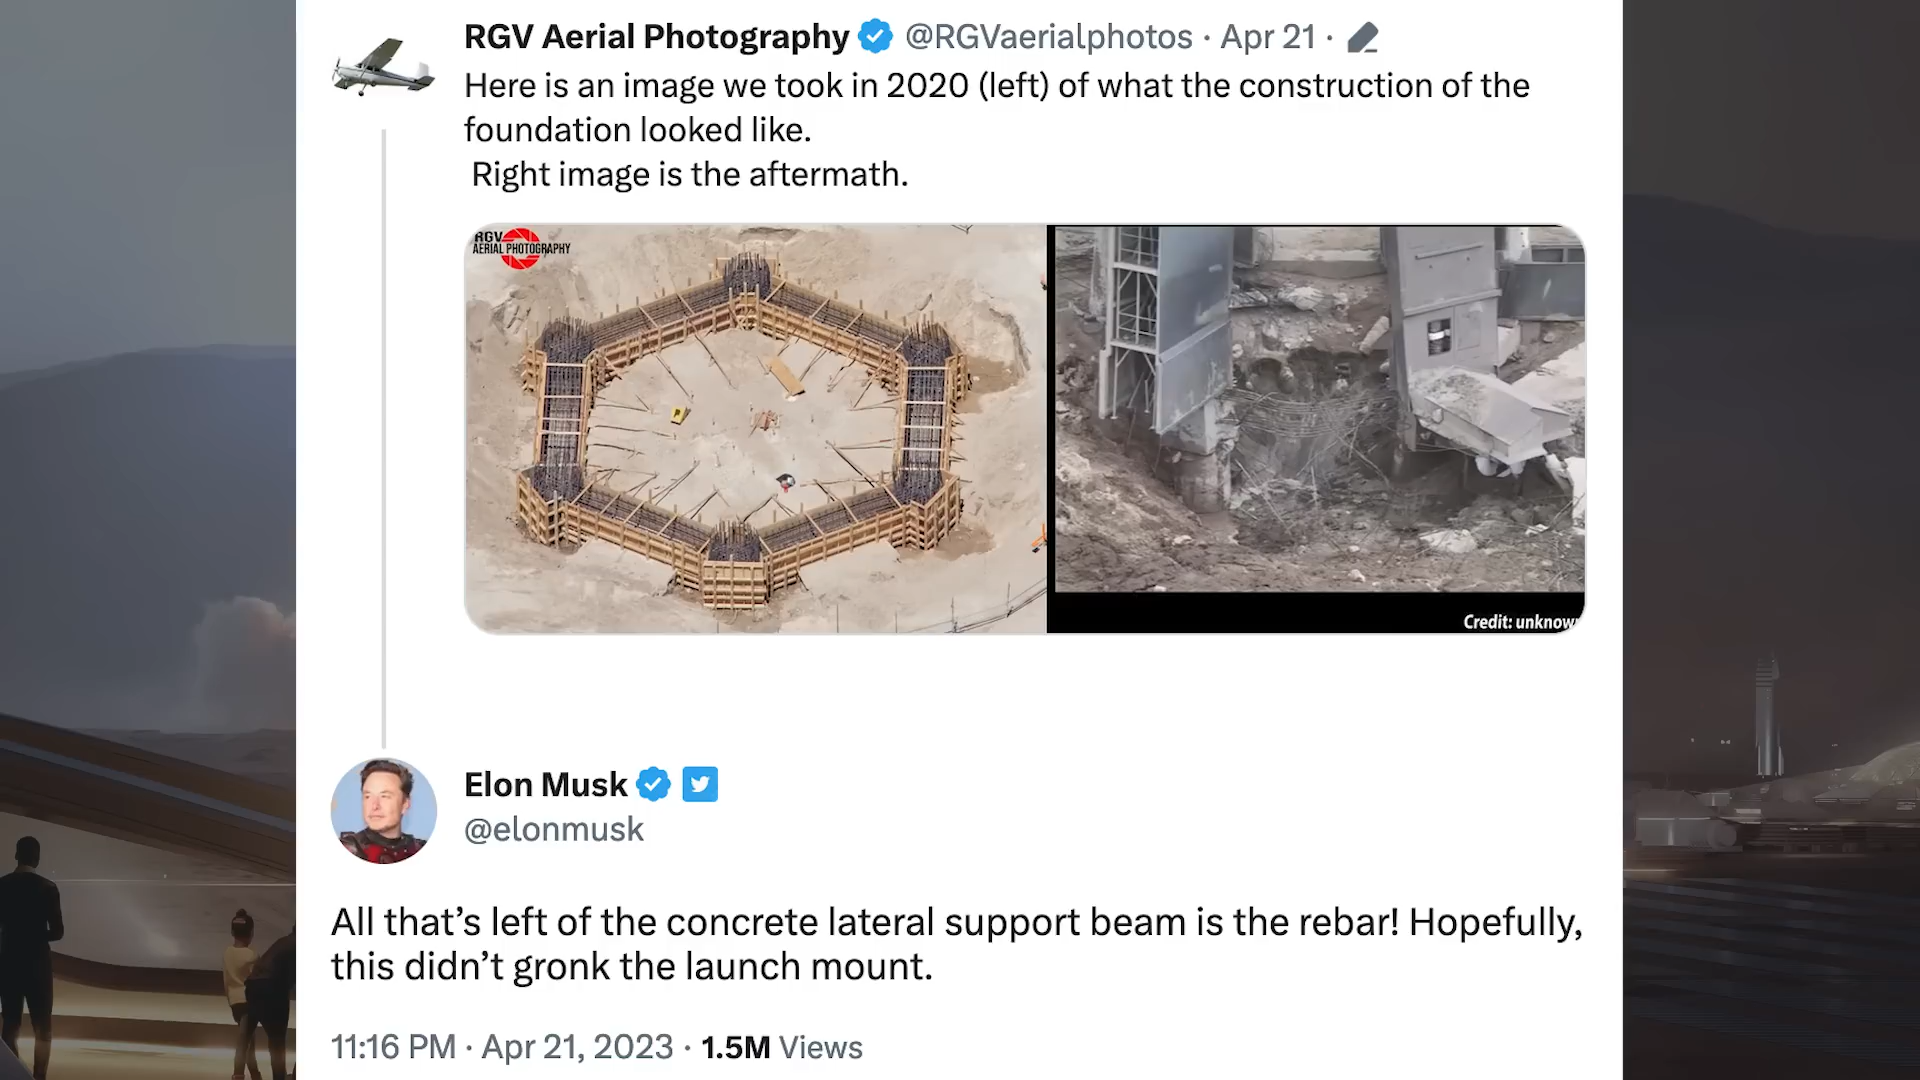 RGV Aerial Photography @RGVaerialphotos · Apr 21 ·
Here is an image we took in 2020 (left) of what the construction of the
foundation looked like.
Right image is the aftermath.
RGV
AERIAL PHOTOGRAPHY
Credit: unknown
Elon Musk
@elonmusk
All that’s left of the concrete lateral support beam is the rebar! Hopefully,
this didn’t gronk the launch mount.
11:16 PM · Apr 21, 2023 · 1.5M Views